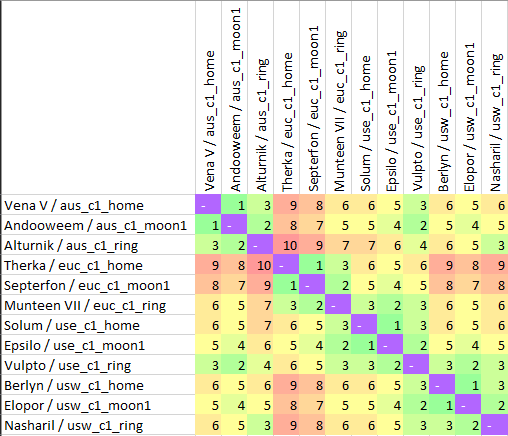 Vena V / aus_c1_home
Andooweem / aus_c1_moon1
Alturnik / aus_c1_ring
Therka / euc_c1_home
Septerfon / euc_c1_moon1
Munteen VII / euc_c1_ring
Solum / use_c1_home
Epsilo / use_c1_moon1
Vulpto / use_c1_ring
Berlyn / usw_c1_home
Elopor / usw_c1_moon1
Nasharil / usw_c1_ring
Vena V / aus_c1_home - 1 3 9 8 6 6 5 3 6 5 6
Andooweem / aus_c1_moon1 1 - 2 8 7 5 5 4 2 5 4 5
Alturnik / aus_c1_ring 3 2 - 10 9 7 7 6 4 6 5 3
Therka / euc_c1_home 9 8 10 - 1 3 6 5 6 9 8 9
Septerfon / euc_c1_moon1 8 7 9 1 - 2 5 4 5 8 7 8
Munteen VII / euc_c1_ring 6 5 7 3 2 - 3 2 3 6 5 6
Solum / use_c1_home 6 5 7 6 5 3 - 1 3 6 5 6
Epsilo / use_c1_moon1 5 4 6 5 4 2 1 - 2 5 4 5
Vulpto / use_c1_ring 3 2 4 6 5 3 3 2 - 3 2 3
Berlyn / usw_c1_home 6 5 6 9 8 6 6 5 3 - 1 3
Elopor / usw_c1_moon1 5 4 5 8 7 5 5 4 2 1 - 2
Nasharil / usw_c1_ring 6 5 3 9 8 6 6 5 3 3 2 -